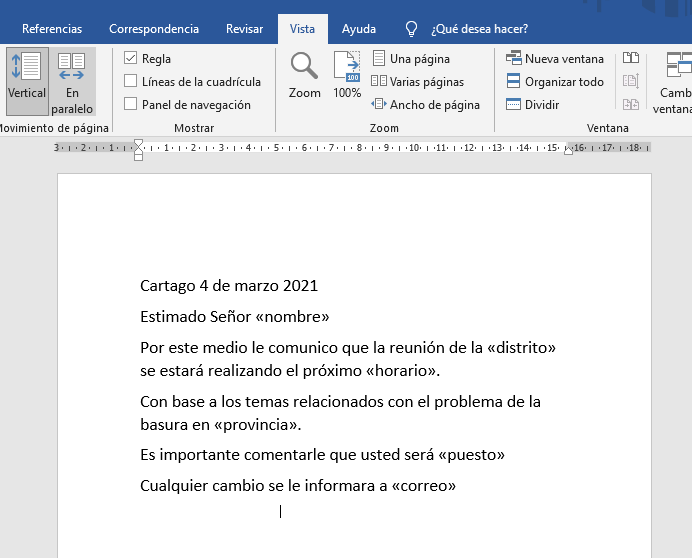 Referencias Correspondencia Revisar Vista Ayuda ¿Qué desea hacer?
Vertical
En paralelo
Movimiento de página
Regla
Líneas de la cuadrícula
Panel de navegación
Mostrar
Zoom
100
100%
Una página
Varias páginas
Ancho de página
Zoom
Nueva ventana
Organizar todo
Dividir
Camb
ventana
Ventana
3 2 1 1 2 3 4 5 6 7 8 9 10 11 12 13 14 15 16 17 18
Cartago 4 de marzo 2021
Estimado Señor «nombre»
Por este medio le comunico que la reunión de la «distrito»
se estará realizando el próximo «horario».
Con base a los temas relacionados con el problema de la
basura en «provincia».
Es importante comentarle que usted será «puesto»
Cualquier cambio se le informara a «correo»